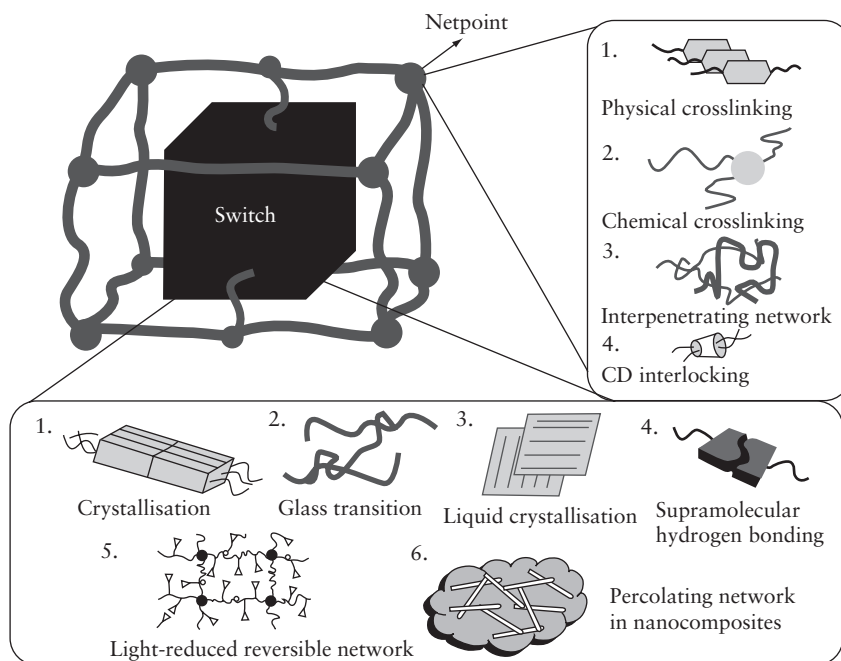 Netpoint
Switch
1.
Physical crosslinking
2.
Chemical crosslinking
3.
Interpenetrating network
4.
CD interlocking
1.
Crystallisation
2.
Glass transition
3.
Liquid crystallisation
4.
Supramolecular
hydrogen bonding
5.
Light-reduced reversible network
6.
Percolating network
in nanocomposites